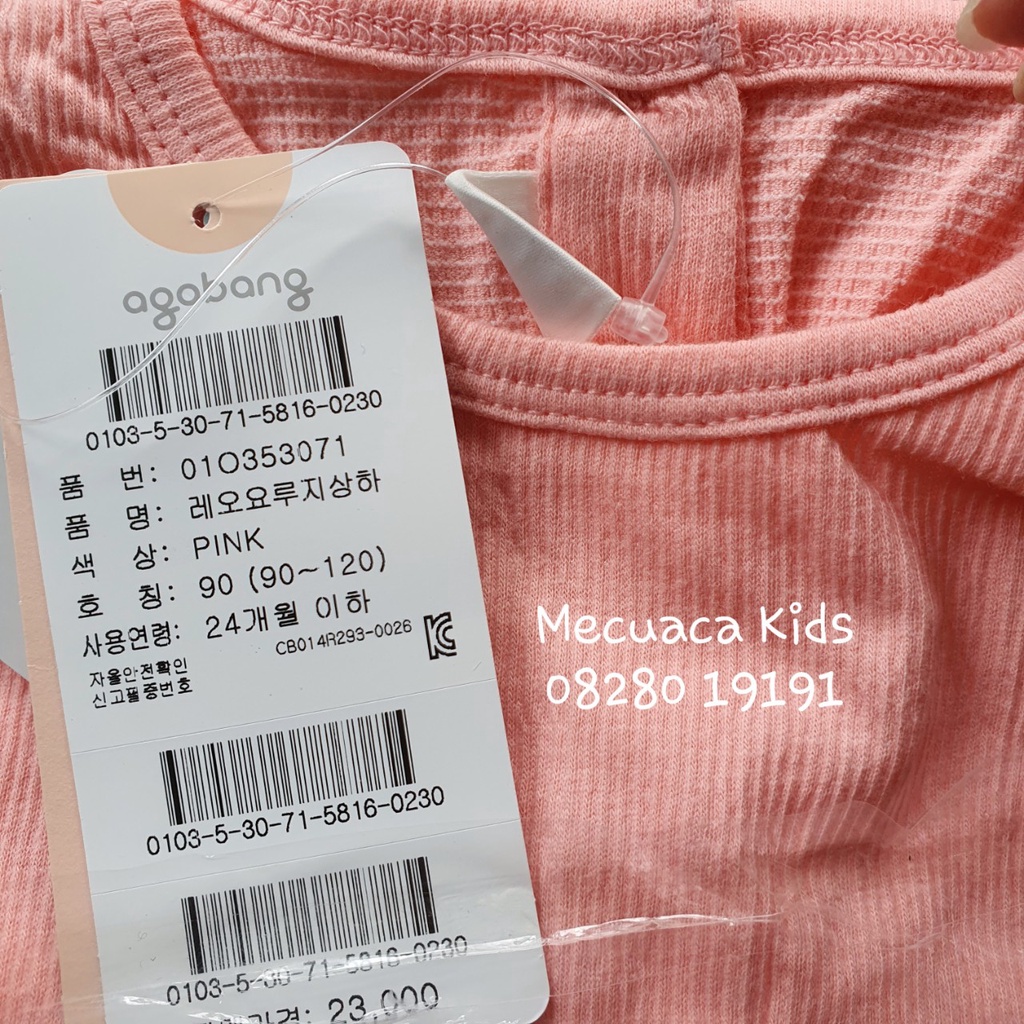 agobang
0103-5-30-71-5816-0230
품 번: 01O353071
품 명: 레오요루지상하
색 상: PINK
호 칭: 90 (90~120)
사용연령: 24개월 이하
자율안전확인
신고필증번호
CB014R293-0026
0103-5-30-71-5816-0230
0103-5-30-71-5816-0230
가격: 23,000
Mecuaca Kids
08280 19191